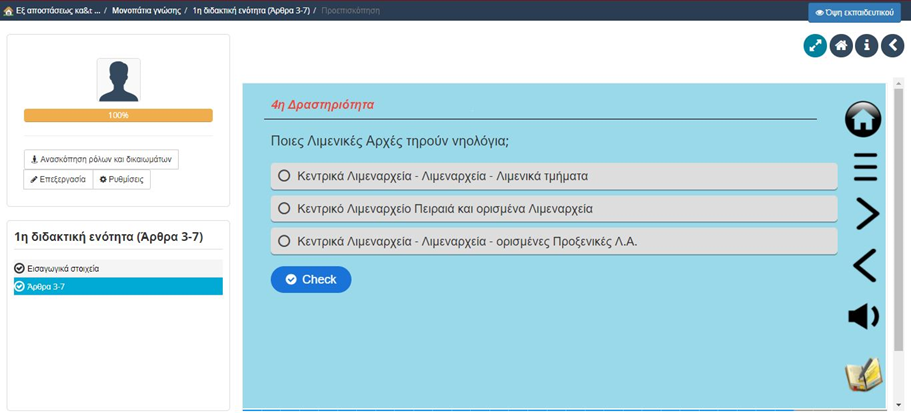 Εξ αποστάσεως κα&t ... / Μονοπάτια γνώσης / 1η διδακτική ενότητα (Άρθρα 3-7) / Προεπισκόπηση
Όψη εκπαιδευτικού
100%
Ανασκόπηση ρόλων και δικαιωμάτων
Επεξεργασία
Ρυθμίσεις
1η διδακτική ενότητα (Άρθρα 3-7)
Εισαγωγικά στοιχεία
Άρθρα 3-7
4η Δραστηριότητα
Ποιες Λιμενικές Αρχές τηρούν νηολόγια;
Κεντρικά Λιμεναρχεία - Λιμεναρχεία - Λιμενικά τμήματα
Κεντρικό Λιμεναρχείο Πειραιά και ορισμένα Λιμεναρχεία
Κεντρικά Λιμεναρχεία - Λιμεναρχεία - ορισμένες Προξενικές Λ.Α.
Check